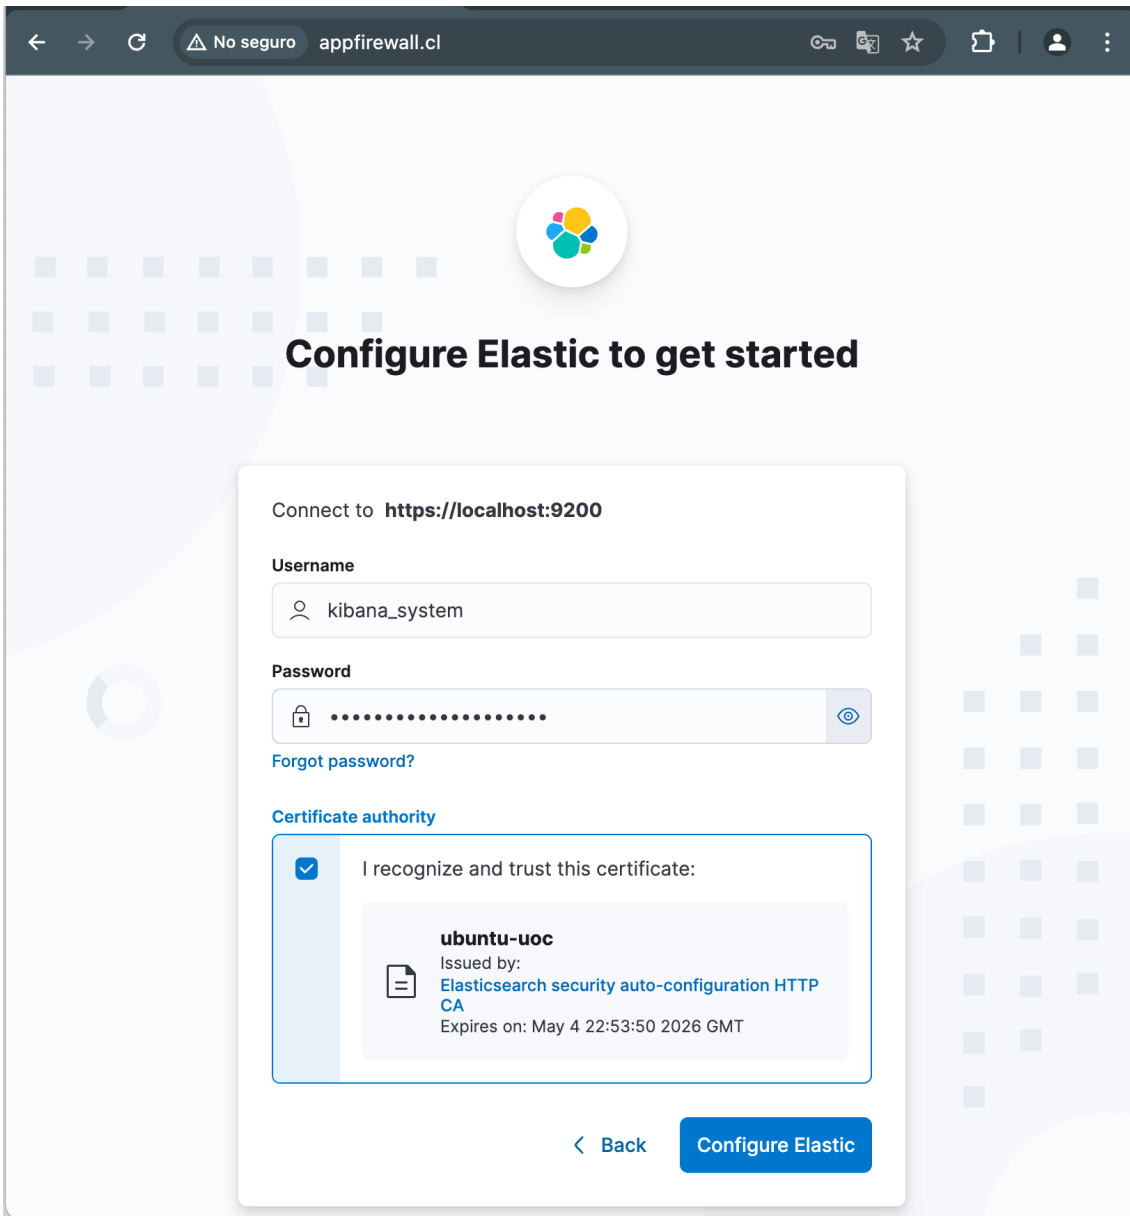 No seguro
appfirewall.cl
Configure Elastic to get started
Connect to https://localhost:9200
Username
kibana_system
Password
Forgot password?
Certificate authority
I recognize and trust this certificate:
ubuntu-uoc
Issued by:
Elasticsearch security auto-configuration HTTP
CA
Expires on: May 4 22:53:50 2026 GMT
Back
Configure Elastic